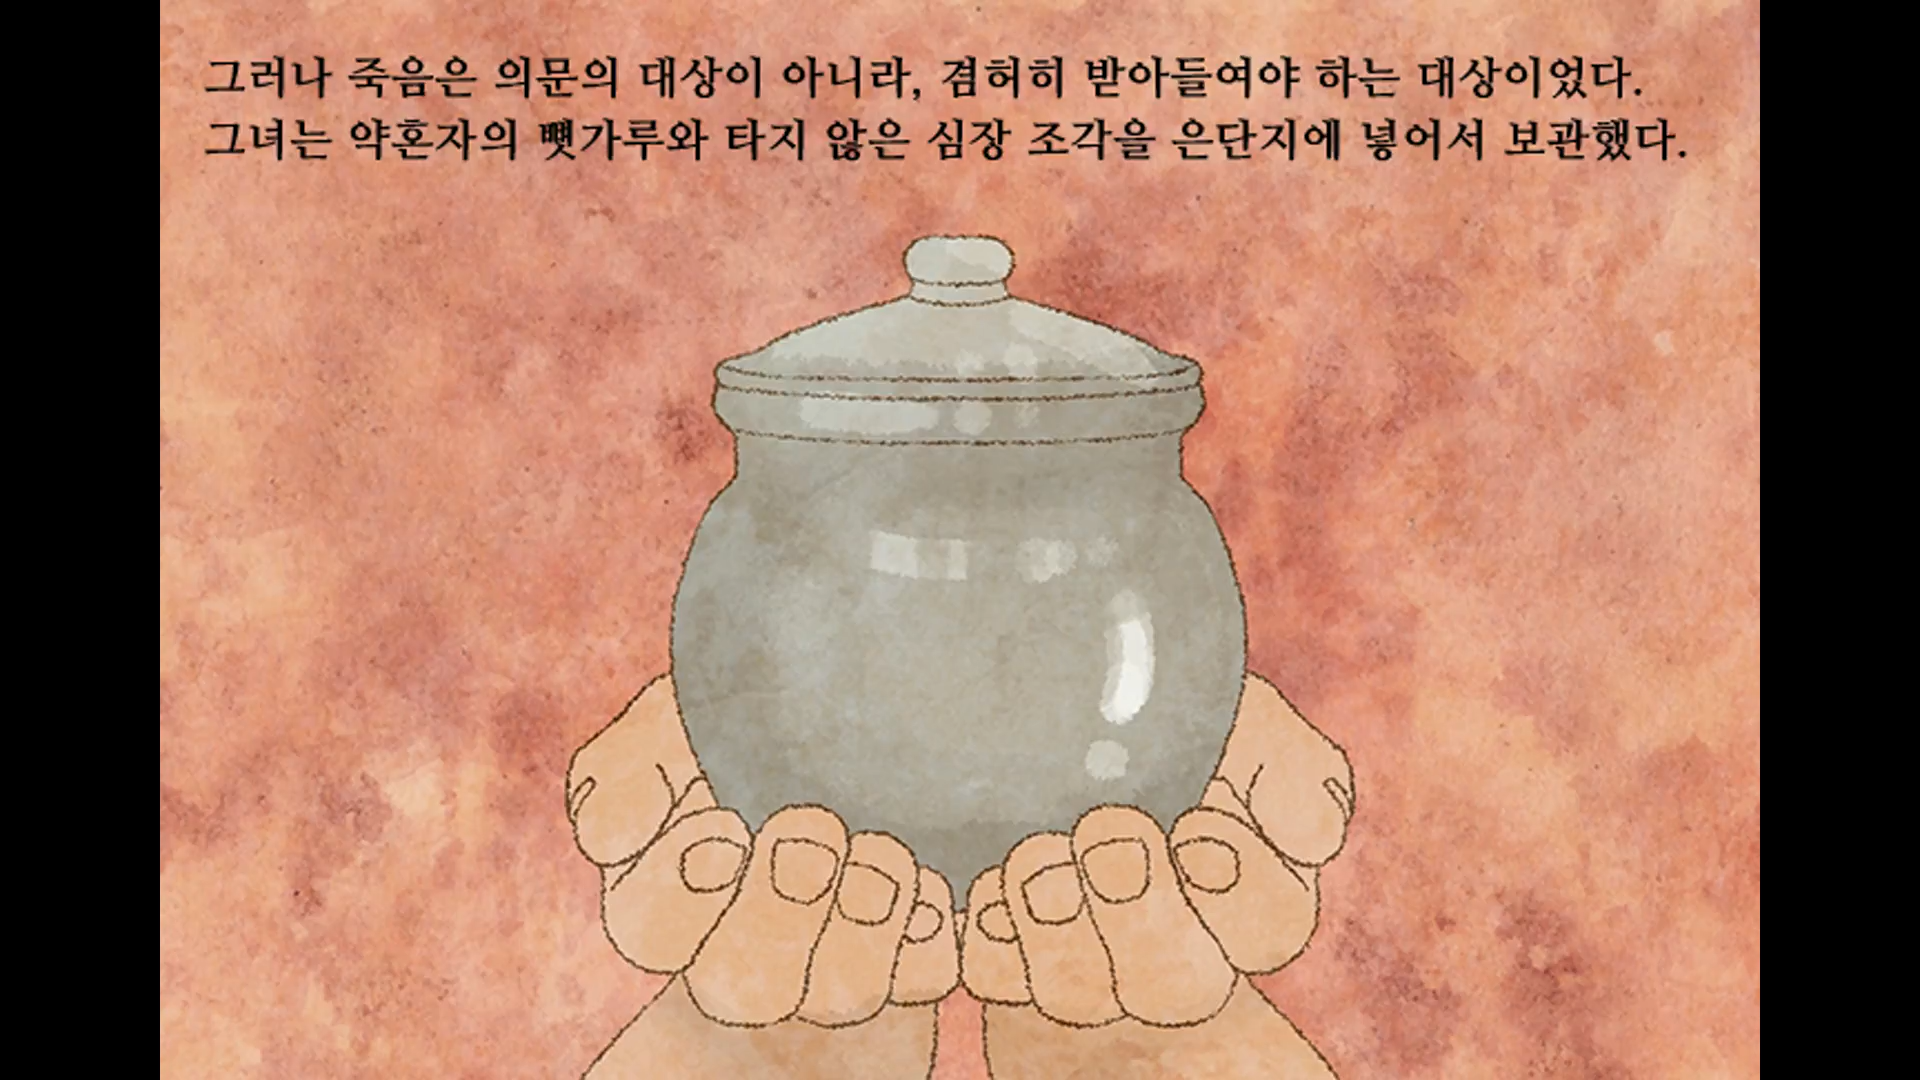 그러나 죽음은 의문의 대상이 아니라, 겸허히 받아들여야 하는 대상이었다.
그녀는 약혼자의 뼛가루와 타지 않은 심장 조각을 은단지에 넣어서 보관했다.